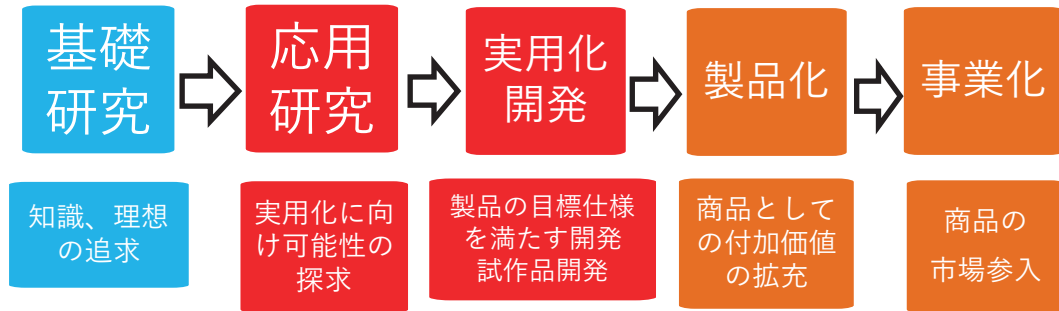 基礎
研究
応用
研究
実用化
開発
製品化
事業化
知識、理想
の追求
実用化に向
け可能性の
探求
製品の目標仕様
を満たす開発
試作品開発
商品として
の付加価値
の拡充
商品の
市場参入